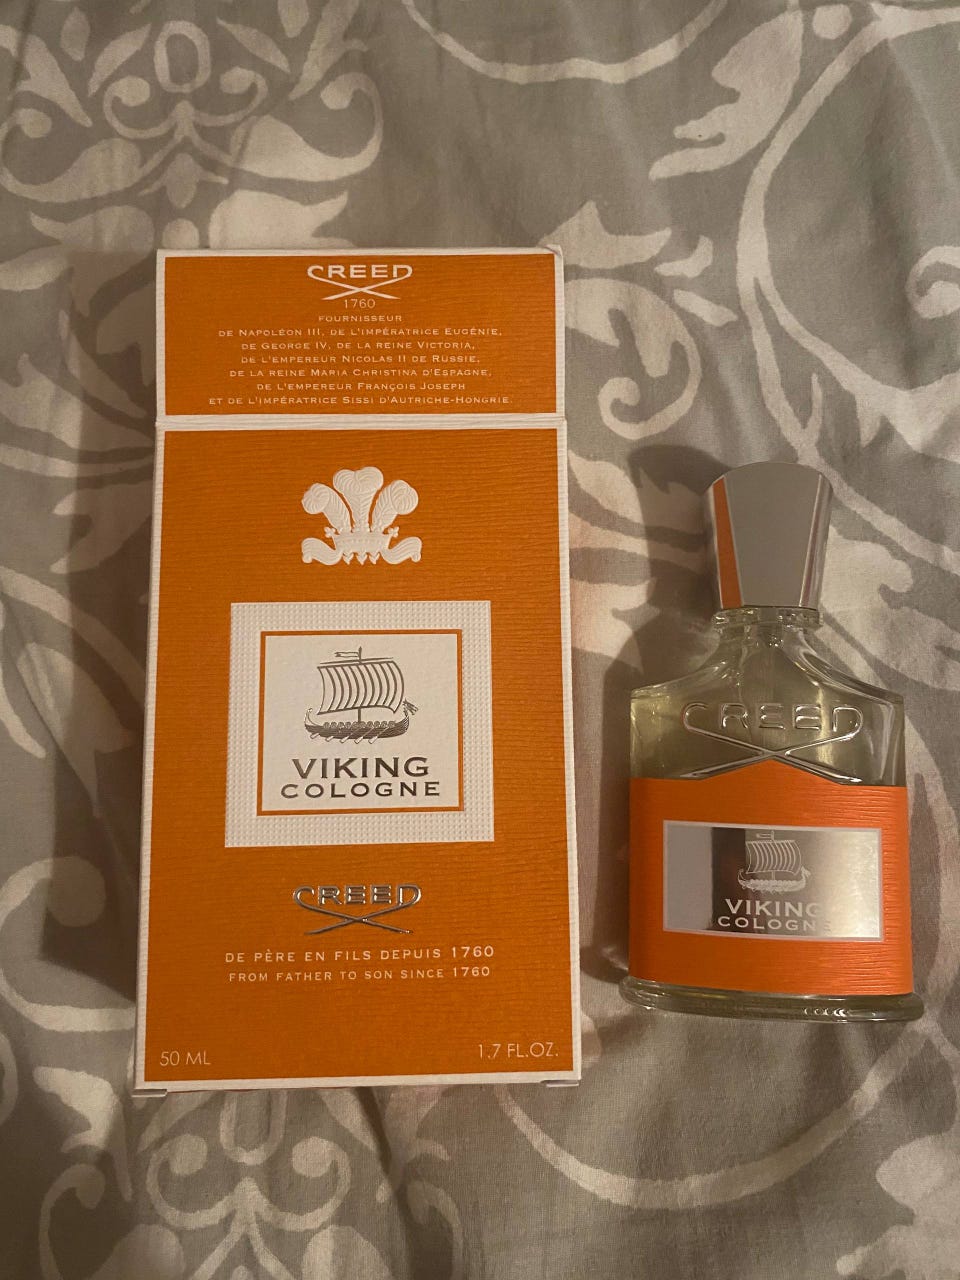 CREED
1760
FOURNISSEUR
DE NAPOLÉON III, DE L'IMPÉRATRICE EUGÉNIE,
DE GEORGE IV, DE LA REINE VICTORIA,
DE L'EMPEREUR NICOLAS II DE RUSSIE,
DE LA REINE MARIA CHRISTINA D'ESPAGNE,
DE L'EMPEREUR FRANÇOIS JOSEPH
ET DE L'IMPÉRATRICE SISSI D'AUTRICHE-HONGRIE.
VIKING
COLOGNE
CREED
DE PÈRE EN FILS DEPUIS 1760
FROM FATHER TO SON SINCE 1760
50 ML
1.7 FL.OZ.
CREED
VIKING
COLOGNE